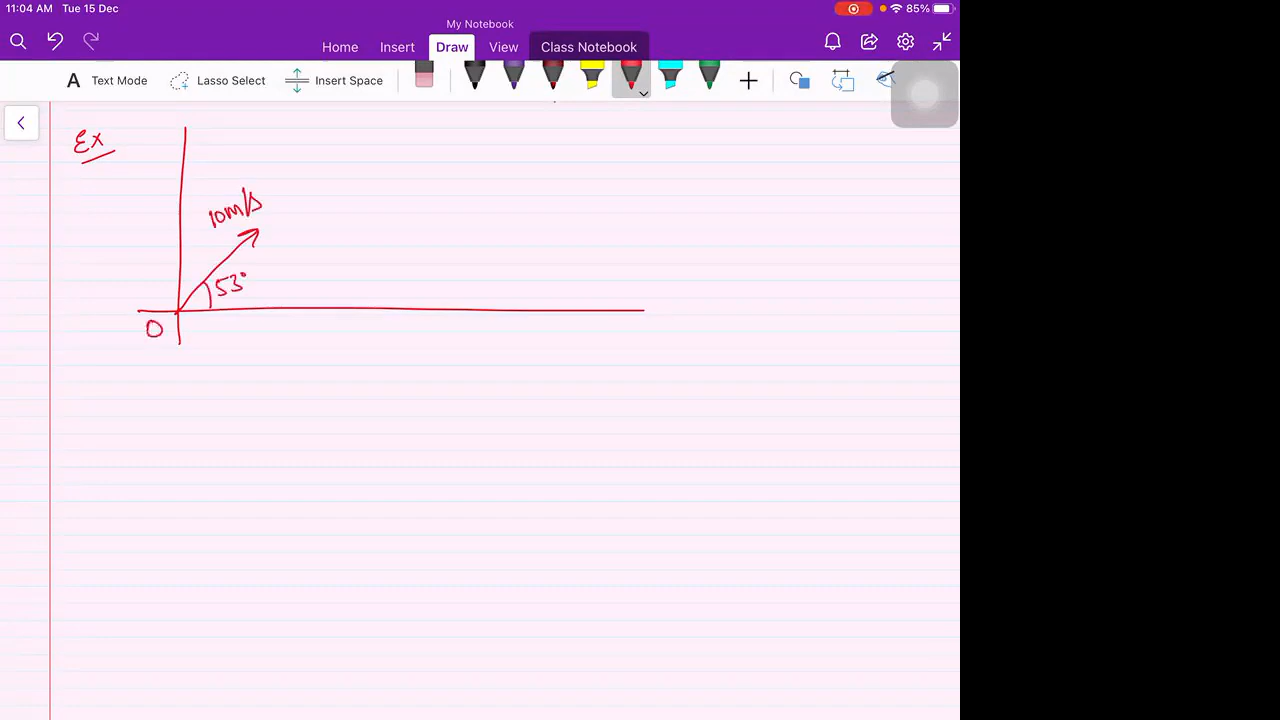 11:04 AM Tue 15 Dec
85%
My Notebook
Home Insert Draw View Class Notebook
A Text Mode Lasso Select Insert Space
Ex
10m/s
53°
O